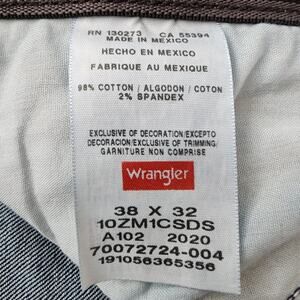 RN 130273 CA 55394
MADE IN MEXICO
HECHO EN MEXICO
FABRIQUE AU MEXIQUE
98% COTTON / ALGODON / COTON
2% SPANDEX
EXCLUSIVE OF DECORATION/EXCEPTO
DECORACION/EXCLUSIVE OF TRIMMING/
GARNITURE NON COMPRISE
Wrangler
38 X 32
10ZM1CSDS
A102 2020
70072724-004
191056365356